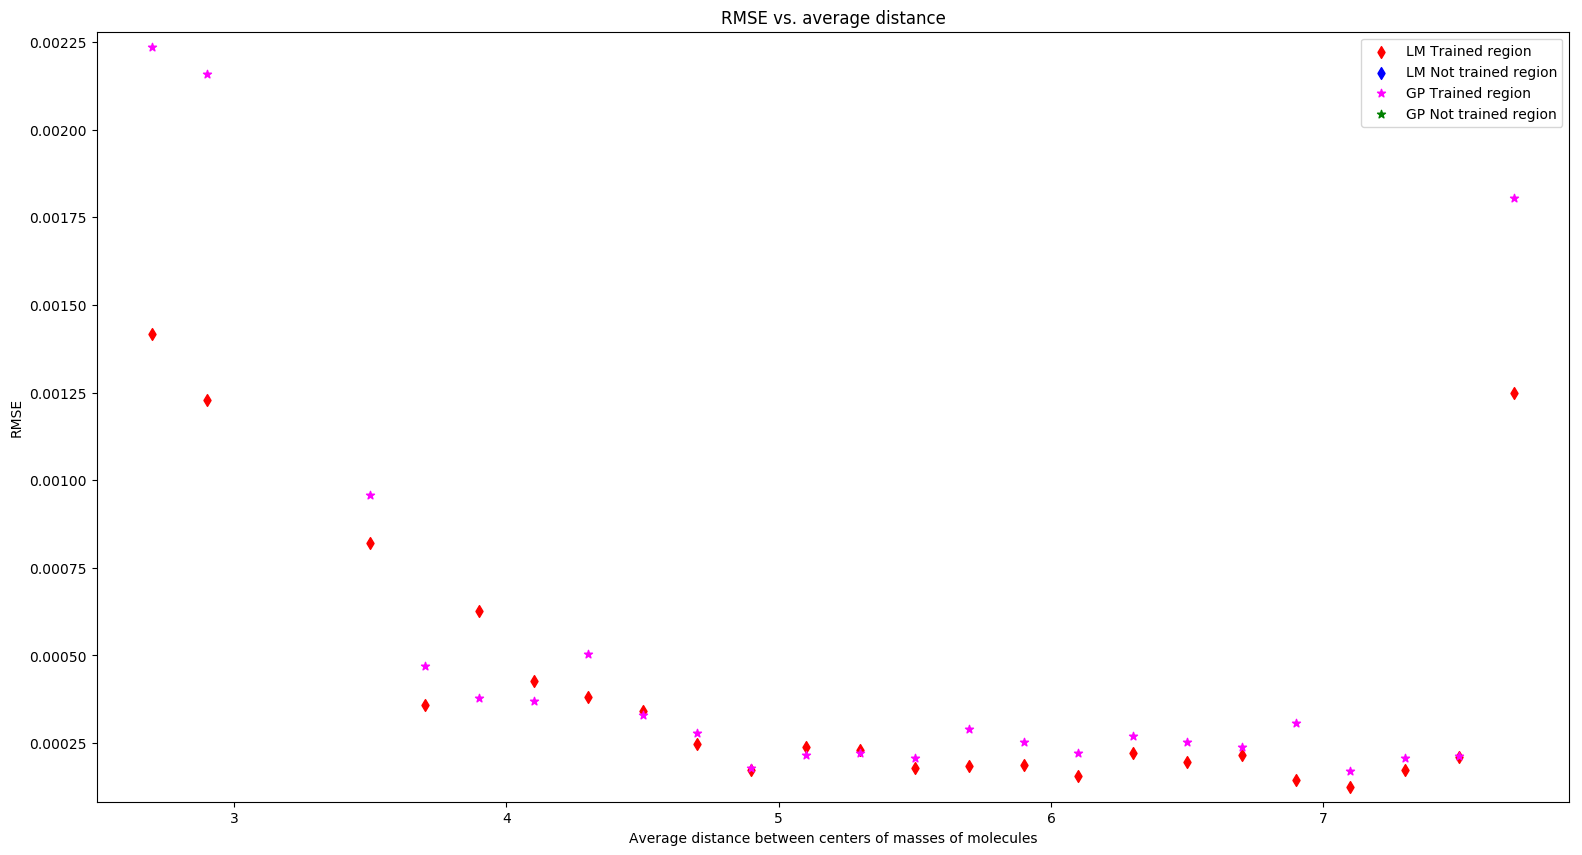 RMSE vs. average distance
LM Trained region
LM Not trained region
GP Trained region
GP Not trained region
RMSE
0.00225
0.00200
0.00175
0.00150
0.00125
0.00100
0.00075
0.00050
0.00025
3 4 5 6 7
Average distance between centers of masses of molecules